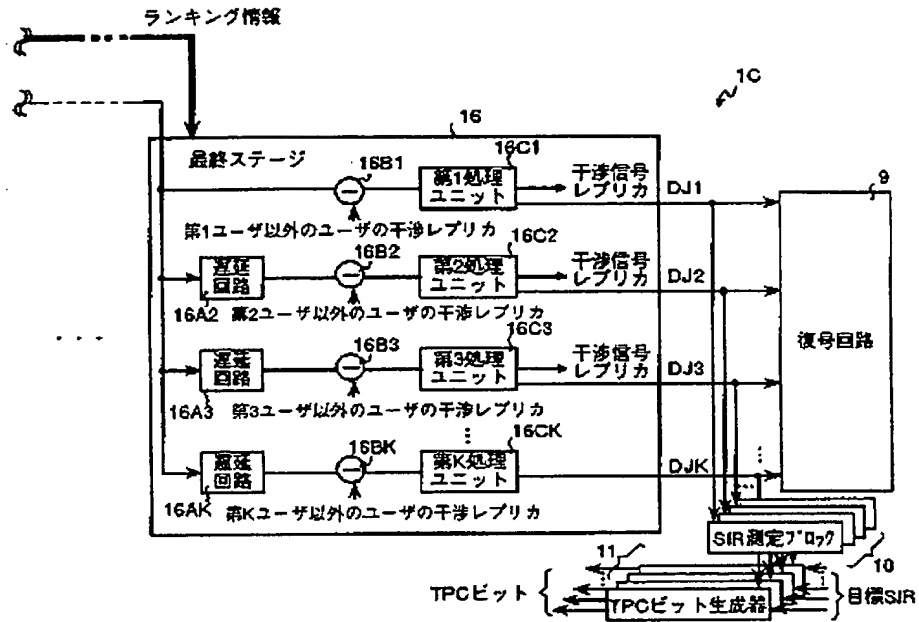 ランキング情報
1C
16
最終ステージ
16B1
16C1
第1処理
ユニット
干渉信号
レプリカ
DJ1
9
第1ユーザ以外のユーザの干渉レプリカ
16B2
16C2
遅延
回路
第2処理
ユニット
干渉信号
レプリカ
DJ2
16A2
第2ユーザ以外のユーザの干渉レプリカ
復号回路
16B3
16C3
遅延
回路
第3処理
ユニット
干渉信号
レプリカ
DJ3
16A3
第3ユーザ以外のユーザの干渉レプリカ
16BK
16CK
遅延
回路
第K処理
ユニット
DJK
16AK
第Kユーザ以外のユーザの干渉レプリカ
SIR測定ブロック
10
11
TPCビット
TPCビット生成器
目標SIR